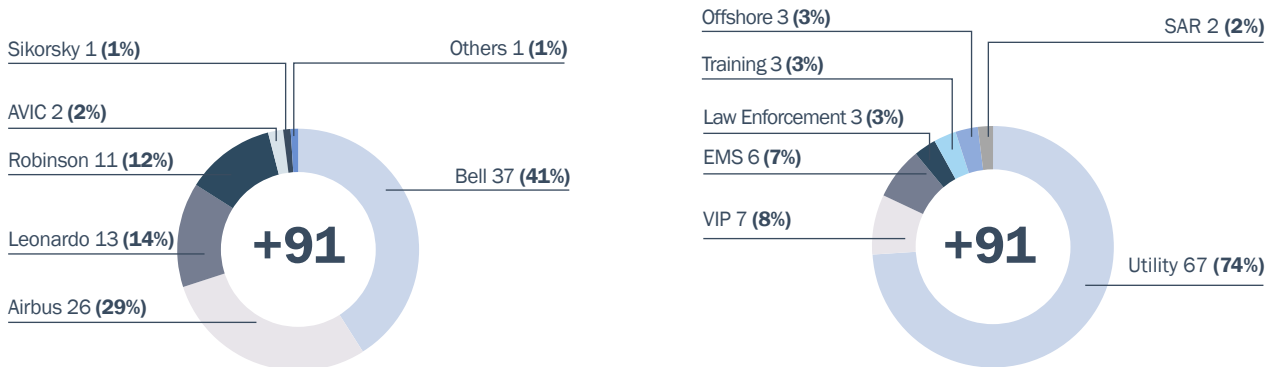 Sikorsky 1 (1%)
Others 1 (1%)
AVIC 2 (2%)
Robinson 11 (12%)
Bell 37 (41%)
Leonardo 13 (14%)
+91
Airbus 26 (29%)
Offshore 3 (3%)
SAR 2 (2%)
Training 3 (3%)
Law Enforcement 3 (3%)
EMS 6 (7%)
VIP 7 (8%)
+91
Utility 67 (74%)